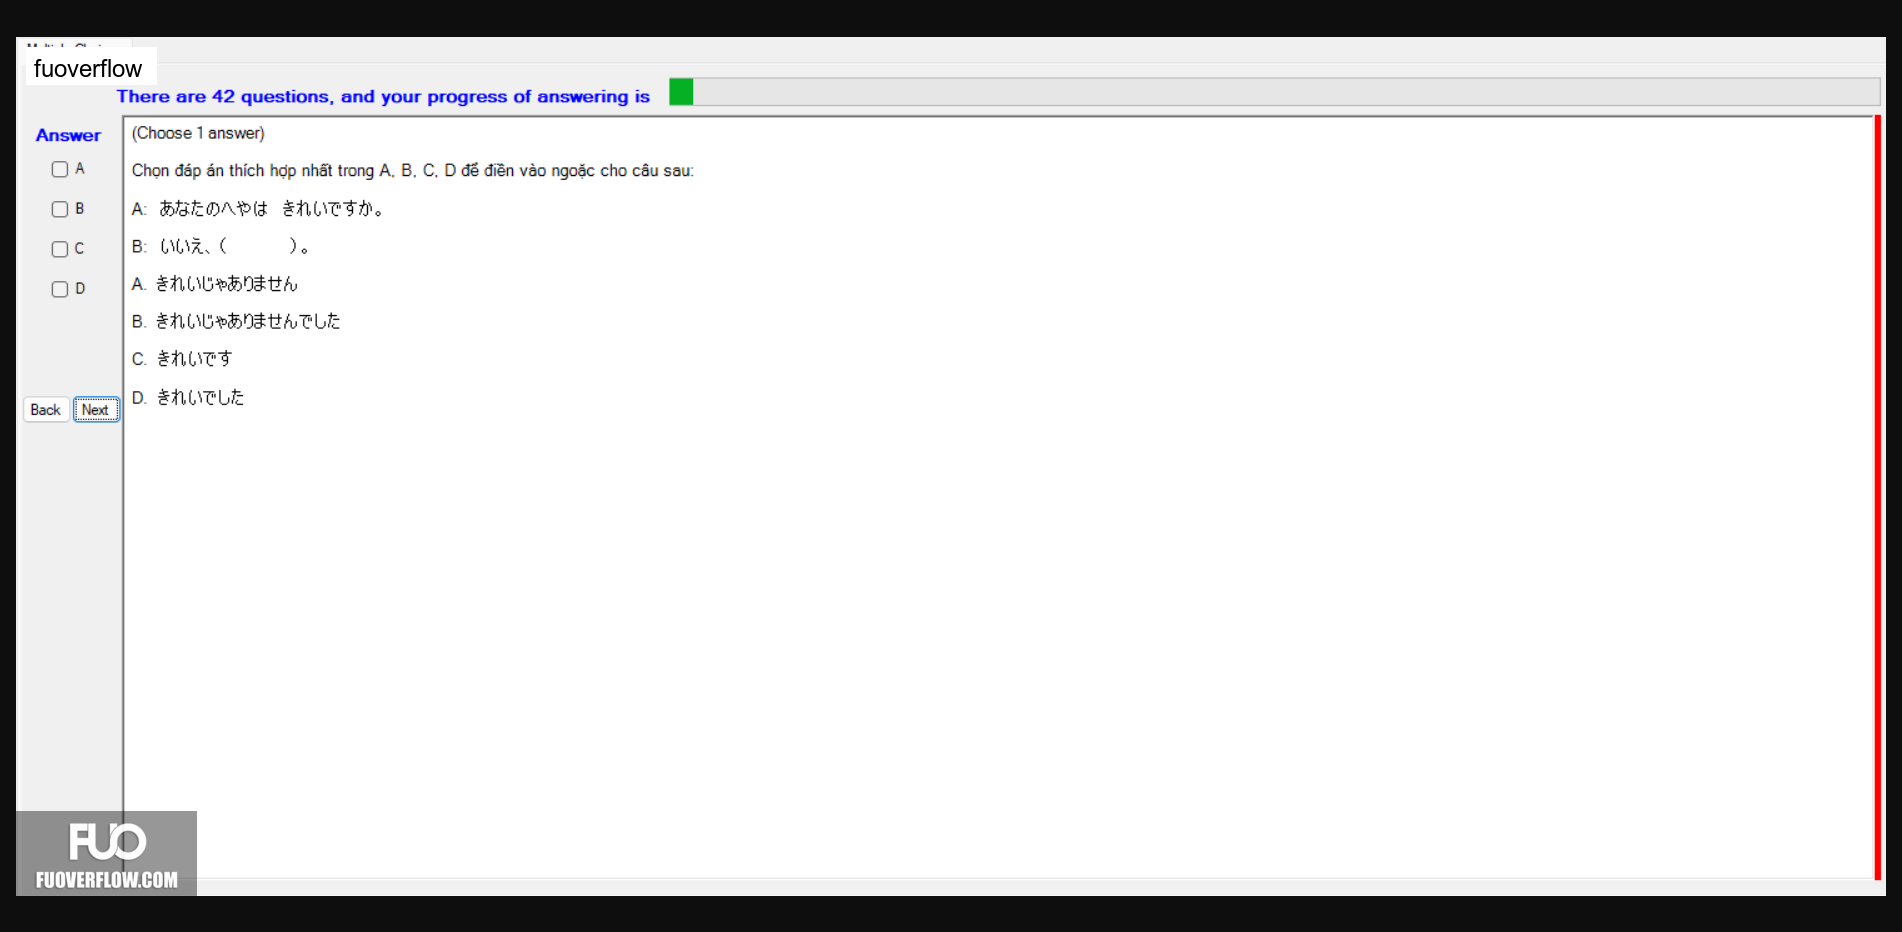 fuoverflow
There are 42 questions, and your progress of answering is
Answer
A
B
C
D
Back Next
(Choose 1 answer)
Chọn đáp án thích hợp nhất trong A, B, C, D để điền vào ngoặc cho câu sau:
A: あなたのへやは きれいですか。
B: いいえ、( )。
A. きれいじゃありません
B. きれいじゃありませんでした
C. きれいです
D. きれいでした
FUO
FUOVERFLOW.COM